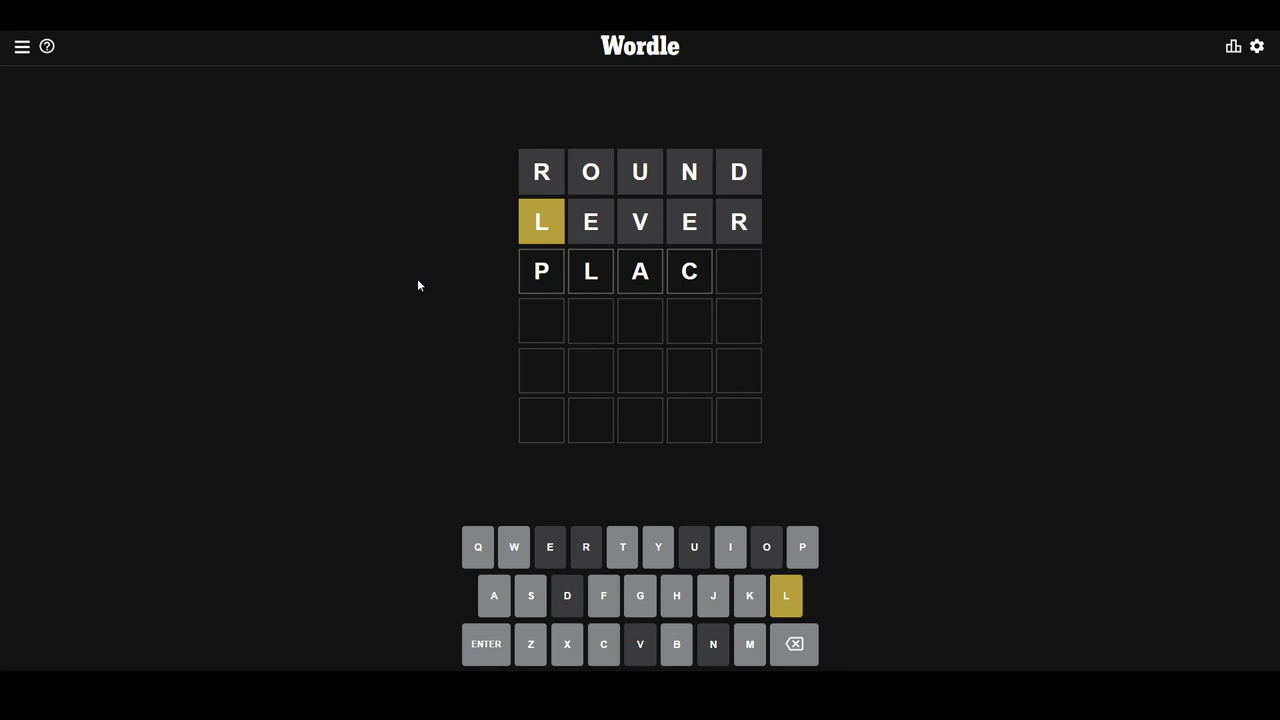 Wordle
R O U N D
L E V E R
P L A C
Q W E R T Y U I O P
A S D F G H J K L
ENTER Z X C V B N M